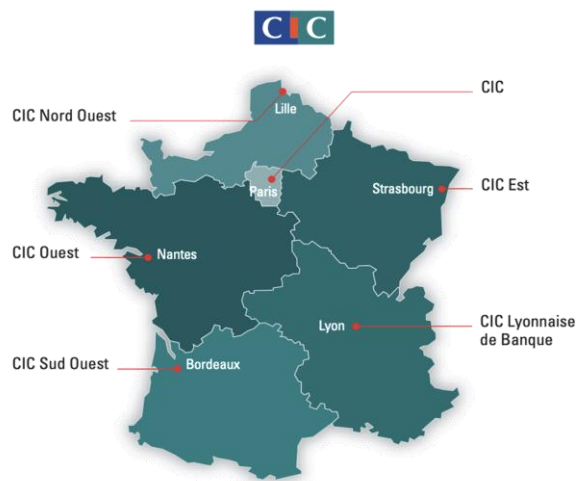 CIC
CIC
Lille
CIC Nord Ouest
Paris
Strasbourg
CIC Est
CIC Ouest
Nantes
Lyon
CIC Lyonnaise
de Banque
CIC Sud Ouest
Bordeaux